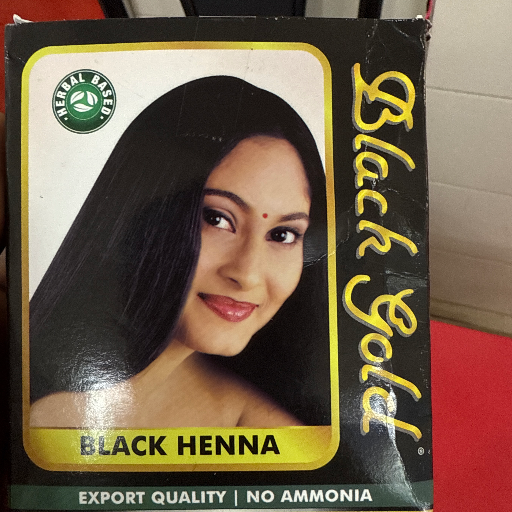 HERBAL BASED
Black Gold®
BLACK HENNA
EXPORT QUALITY | NO AMMONIA